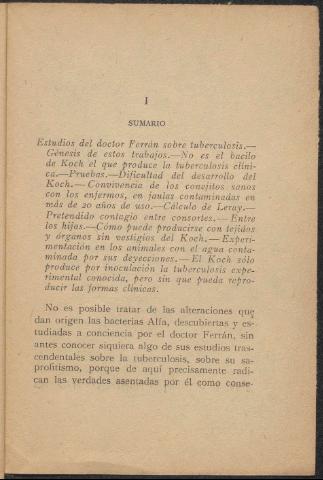 I
SUMARIO
Estudios del doctor Ferrán sobre tuberculosis.—
Génesis de estos trabajos.—No es el bacilo
de Koch el que produce la tuberculosis clíni-
ca.—Pruebas.—Dificultad del desarrollo del
Koch.—Convivencia de los conejitos sanos
con los enfermos, en jaulas contaminadas en
más de 20 años de uso.—Cálculo de Leray.—
Pretendido contagio entre consortes.—Entre
los hijas.—Cómo puede producirse con tejidos
y órganos sin vestigios del Koch.—Experi-
mentación en los animales con el agua conta-
minada por sus deyecciones.—El Koch sólo
produce por inoculación la tuberculosis expe-
rimental conocida, pero sin que pueda repro-
ducir las formas clínicas.
No es posible tratar de las alteraciones que
dan origen las bacterias Alfa, descubiertas y es-
tudiadas a conciencia por el doctor Ferrán, sin
antes conocer siquiera algo de sus estudios tras-
cendentales sobre la tuberculosis, sobre su sa-
profitismo, porque de aquí precisamente radi-
can las verdades asentadas por él como conse-